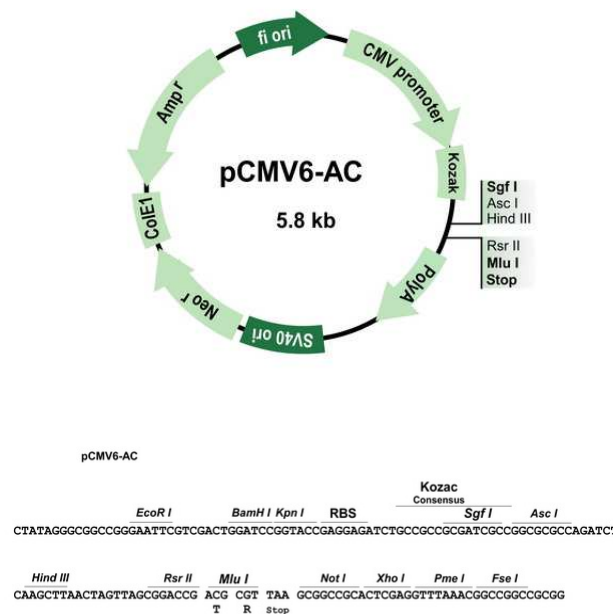 fi ori
CMV promoter
Kozak
Amp r
pCMV6-AC
5.8 kb
Sgf I
Asc I
Hind III
Rsr II
Mlu I
Stop
ColE1
PolyA
Neo r
SV40 ori
pCMV6-AC
Kozac
Consensus
EcoR I BamH I Kpn I RBS Sgf I Asc I
CTATAGGGCGGCCGGGAATTCGTCGACTGGATCCGGTACCGAGGAGATCTGCCGCCGCGATCGCCGGCGCGCCAGATCT
Hind III Rsr II Mlu I Not I Xho I Pme I Fse I
CAAGCTTAACTAGTTAGCGGACCG ACG CGT TAA GCGGCCGCACTCGAGGTTTAAACGGCCGGCCGCGG
T R Stop